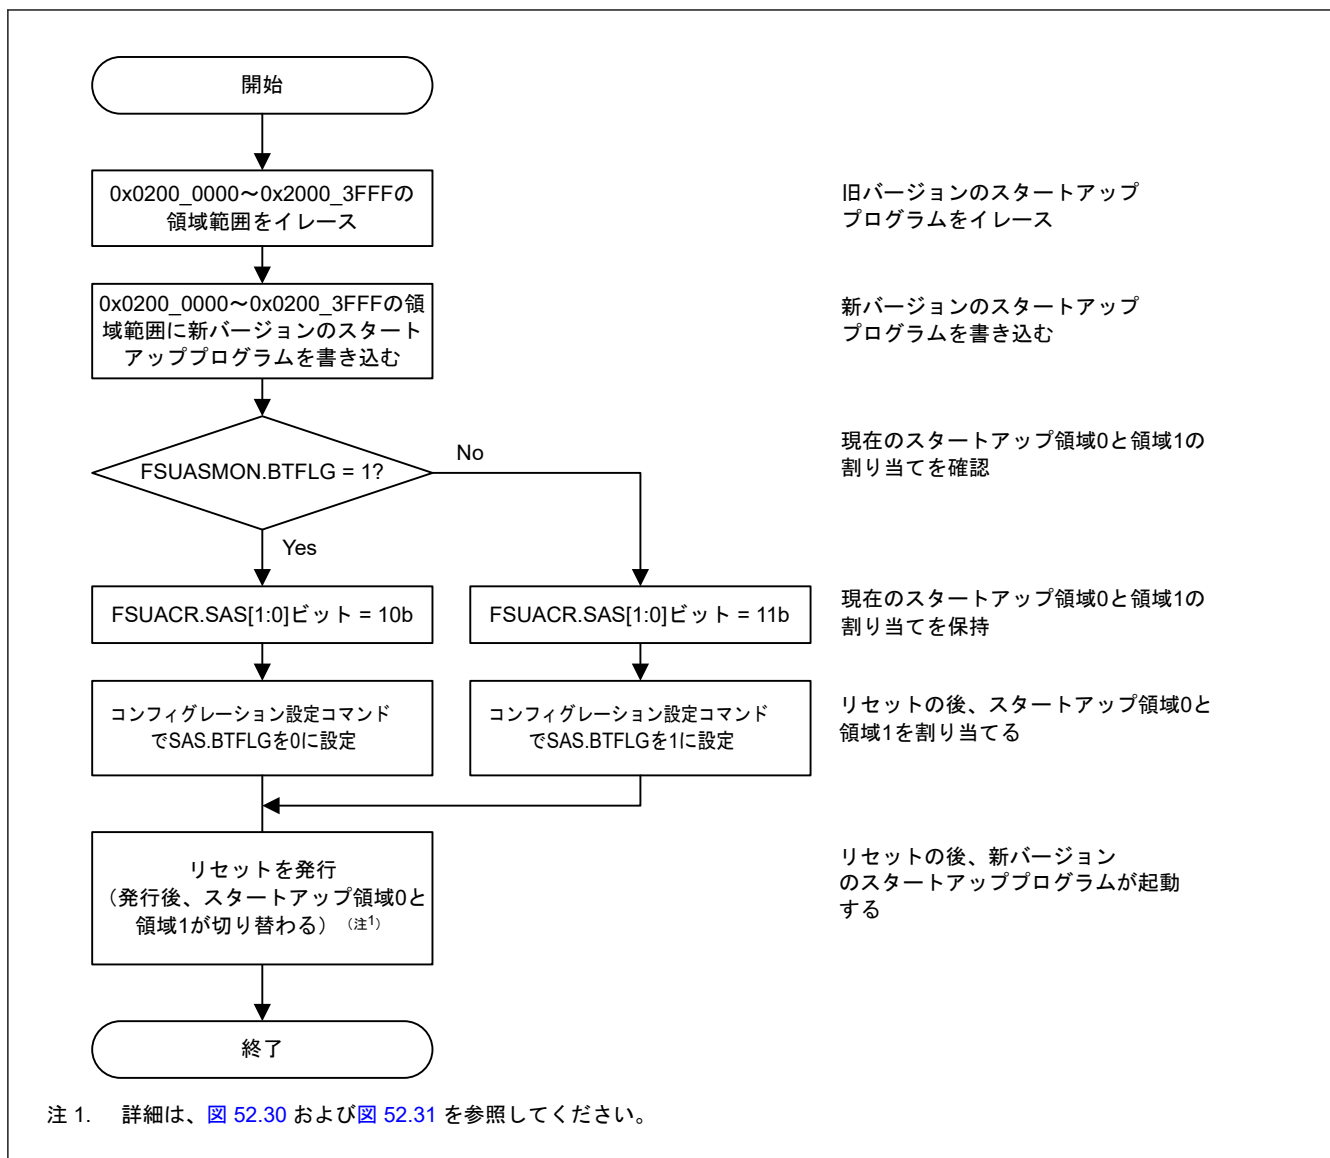 開始
0x0200_0000～0x2000_3FFFの
領域範囲をイレース
旧バージョンのスタートアップ
プログラムをイレース
0x0200_0000～0x0200_3FFFの領
域範囲に新バージョンのスタート
アッププログラムを書き込む
新バージョンのスタートアップ
プログラムを書き込む
FSUASMON.BTFLG = 1?
No
Yes
現在のスタートアップ領域0と領域1の
割り当てを確認
FSUACR.SAS[1:0]ビット = 10b
FSUACR.SAS[1:0]ビット = 11b
現在のスタートアップ領域0と領域1の
割り当てを保持
コンフィグレーション設定コマンド
でSAS.BTFLGを0に設定
コンフィグレーション設定コマンド
でSAS.BTFLGを1に設定
リセットの後、スタートアップ領域0と
領域1を割り当てる
リセットを発行
（発行後、スタートアップ領域0と
領域1が切り替わる）（注1）
リセットの後、新バージョン
のスタートアッププログラムが起動
する
終了
注 1. 詳細は、図 52.30 および図 52.31 を参照してください。